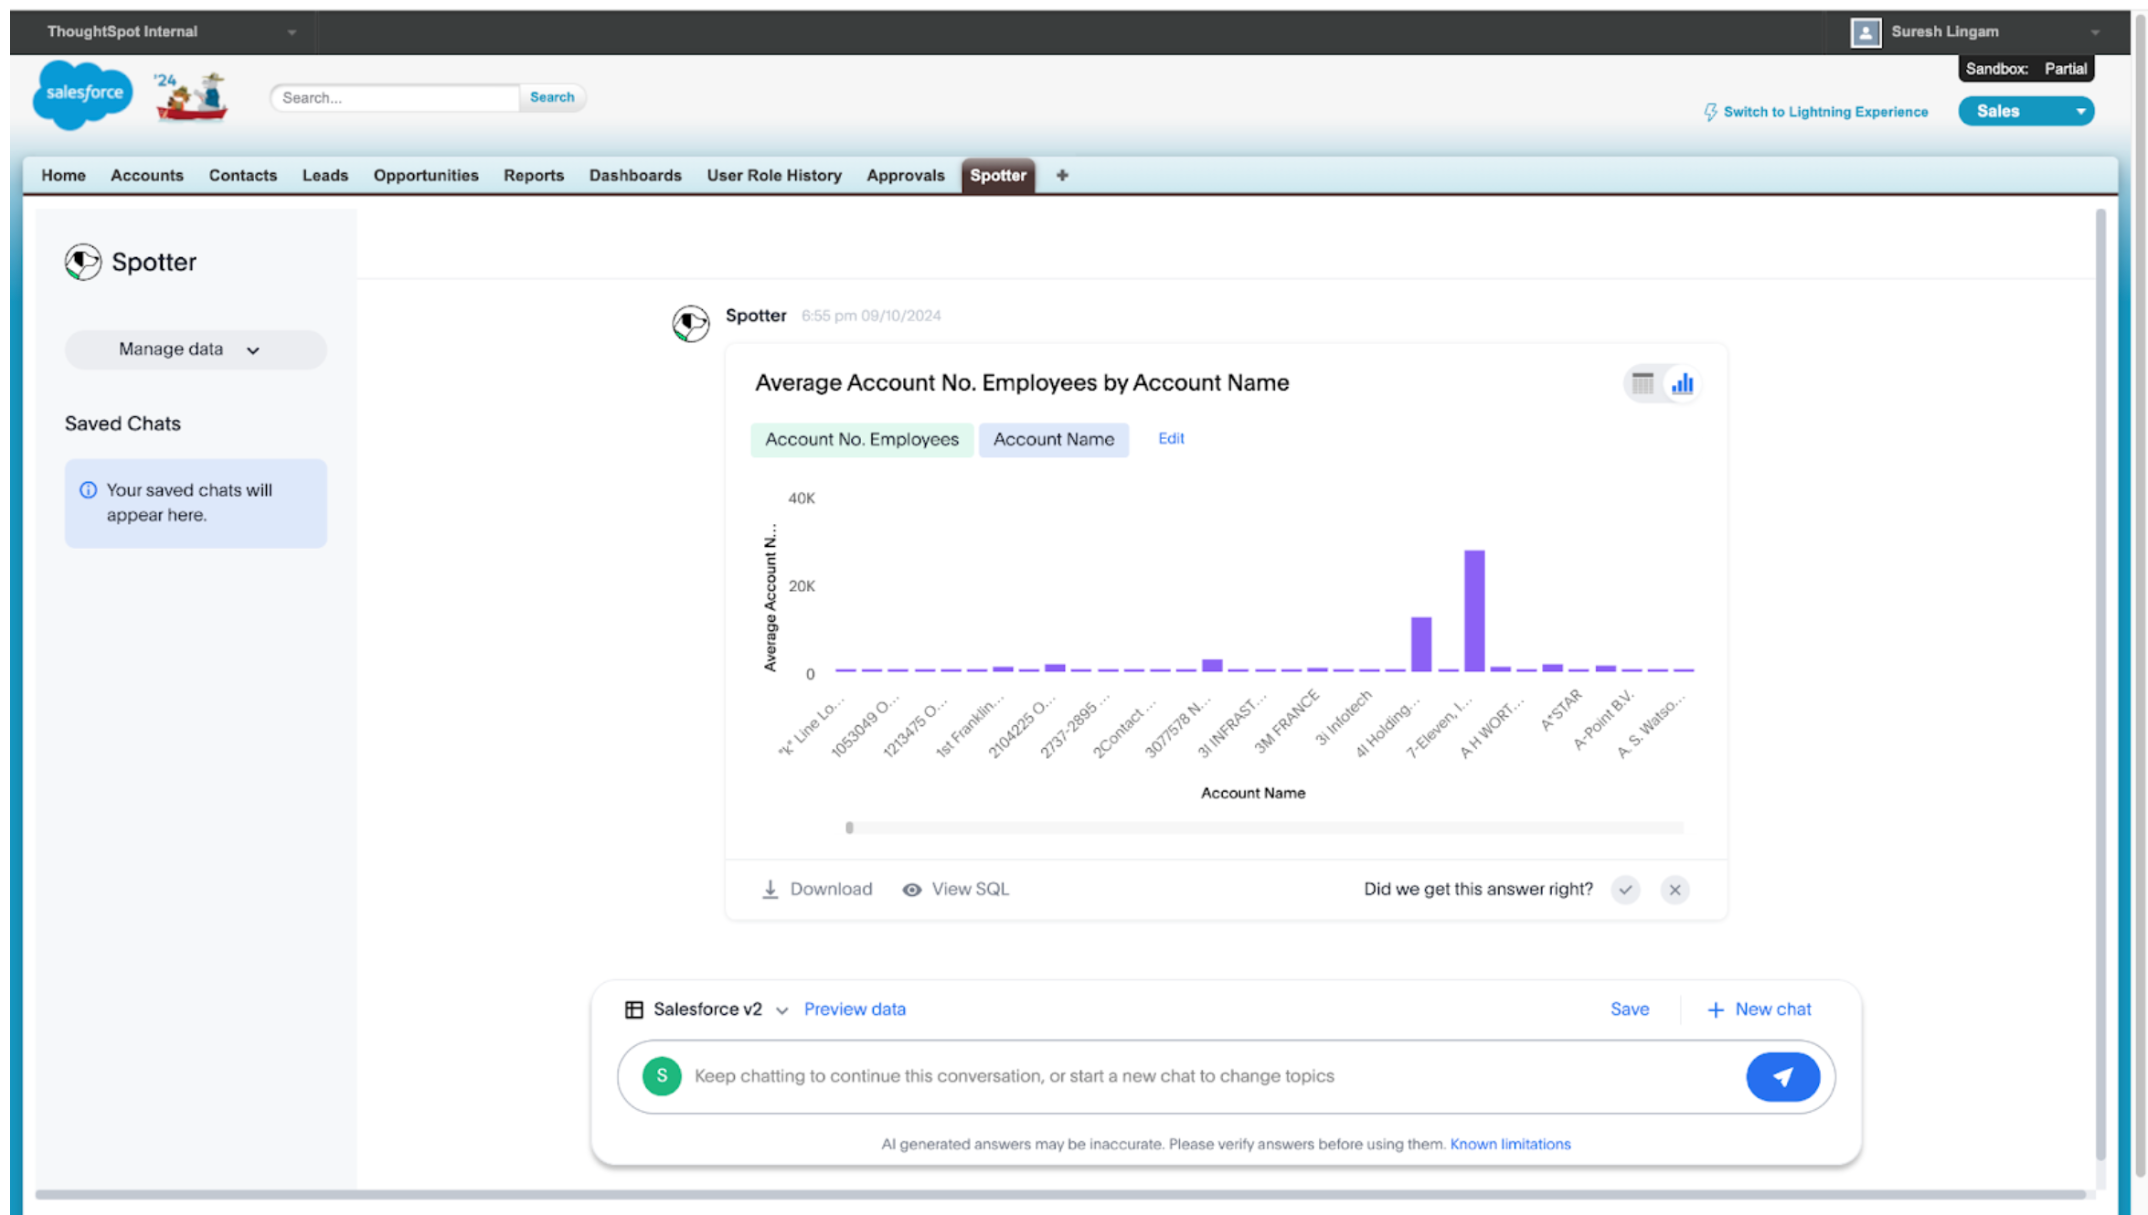 ThoughtSpot Internal
Suresh Lingam
Sandbox: Partial
salesforce
'24
Search...
Search
Switch to Lightning Experience
Sales
Home Accounts Contacts Leads Opportunities Reports Dashboards User Role History Approvals Spotter +
Spotter
Manage data
Saved Chats
Your saved chats will
appear here.
Spotter 6:55 pm 09/10/2024
Average Account No. Employees by Account Name
Account No. Employees Account Name Edit
Average Account N...
40K
20K
0
"k" Line Lo...
1053049 O...
1213475 O...
1st Franklin...
2104225 O...
2737-2895 ...
2Contact ...
3077578 N...
3I INFRAST...
3M FRANCE
3i Infotech
4I Holding...
7-Eleven, I...
A H WORT...
A*STAR
A-Point B.V.
A. S. Watso...
Account Name
Download View SQL Did we get this answer right?
Salesforce v2 Preview data Save + New chat
S Keep chatting to continue this conversation, or start a new chat to change topics
AI generated answers may be inaccurate. Please verify answers before using them. Known limitations